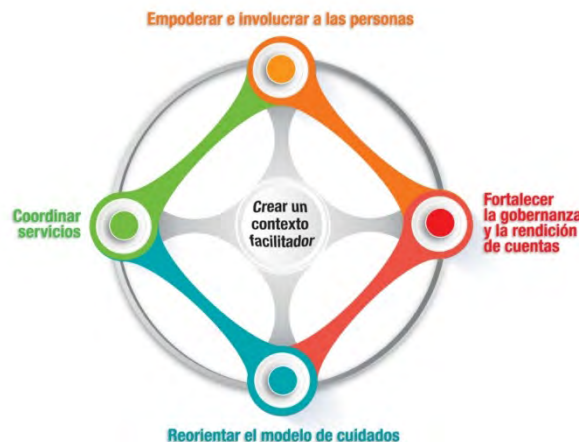 Empoderar e involucrar a las personas
Coordinar
servicios
Crear un
contexto
facilitador
Fortalecer
la gobernanza
y la rendición
de cuentas
Reorientar el modelo de cuidados